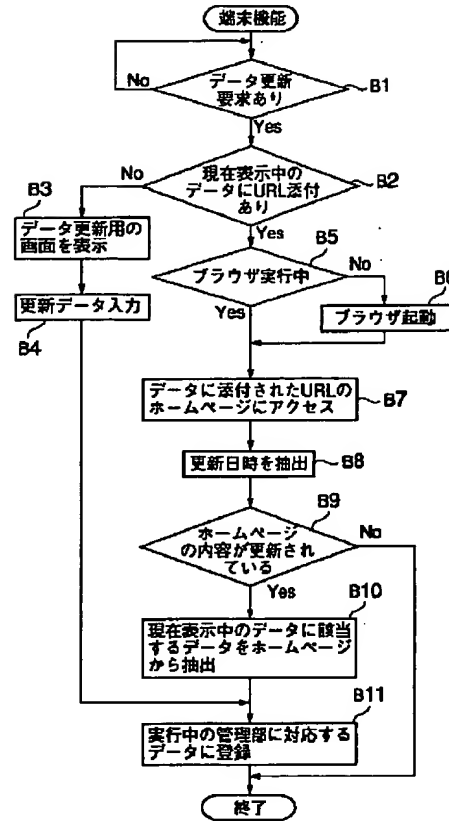 端末機能
データ更新
要求あり
B1
No
Yes
現在表示中の
データにURL添付
あり
B2
No
Yes
B3
データ更新用の
画面を表示
B5
ブラウザ実行中
No
Yes
B6
ブラウザ起動
更新データ入力
B4
データに添付されたURLの
ホームページにアクセス
B7
更新日時を抽出
B8
B9
ホームページ
の内容が更新され
ている
No
Yes
B10
現在表示中のデータに該当
するデータをホームページ
から抽出
B11
実行中の管理部に対応する
データに登録
終了